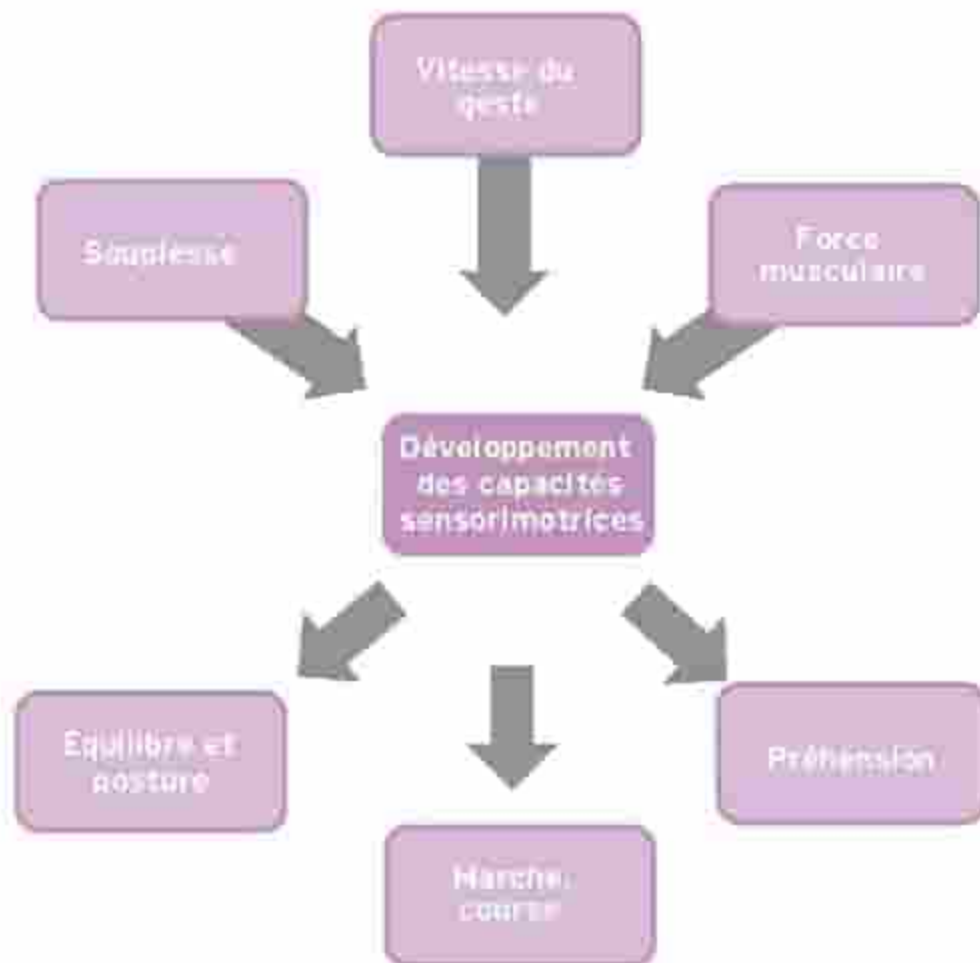 Vitesse du
geste
Souplesse
Force
musculaire
Développement
des capacités
sensorimotrices
Equilibre et
posture
Préhension
Marche,
course